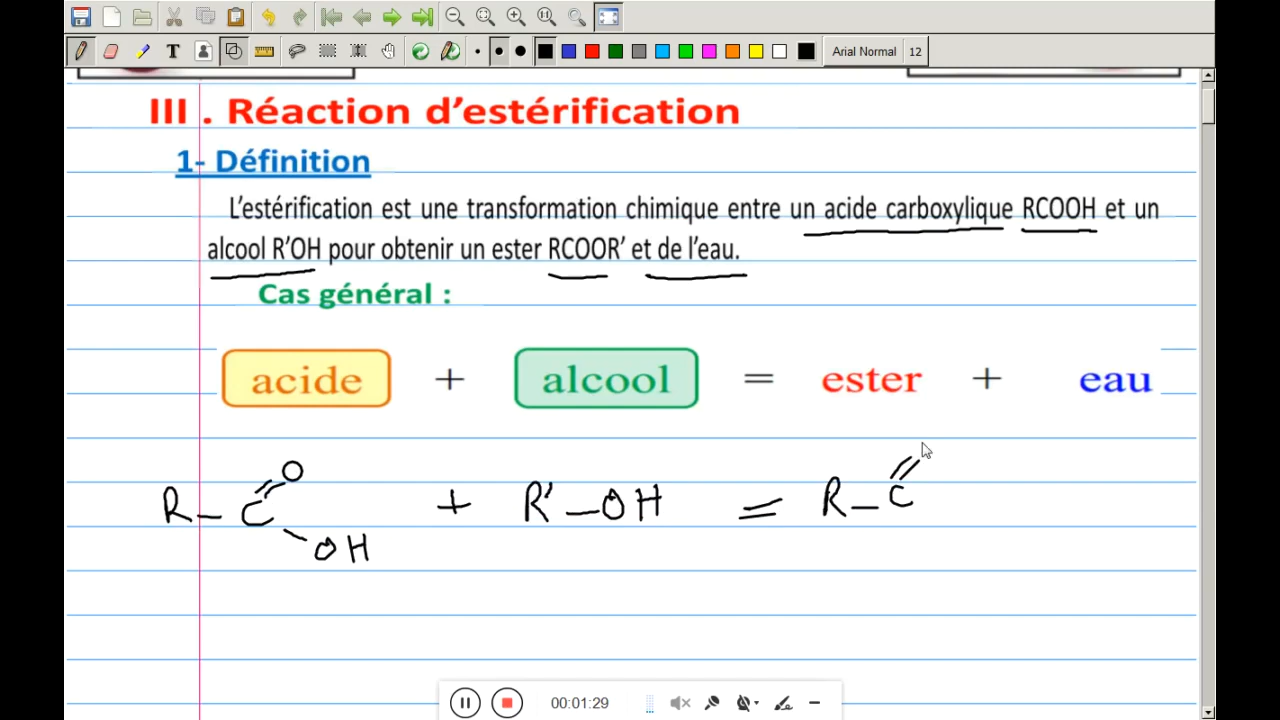 Arial Normal 12
III . Réaction d’estérification
1- Définition
L’estérification est une transformation chimique entre un acide carboxylique RCOOH et un
alcool R’OH pour obtenir un ester RCOOR’ et de l’eau.
Cas général :
acide + alcool = ester + eau
O
R - C + R' - OH = R - C
OH
00:01:29